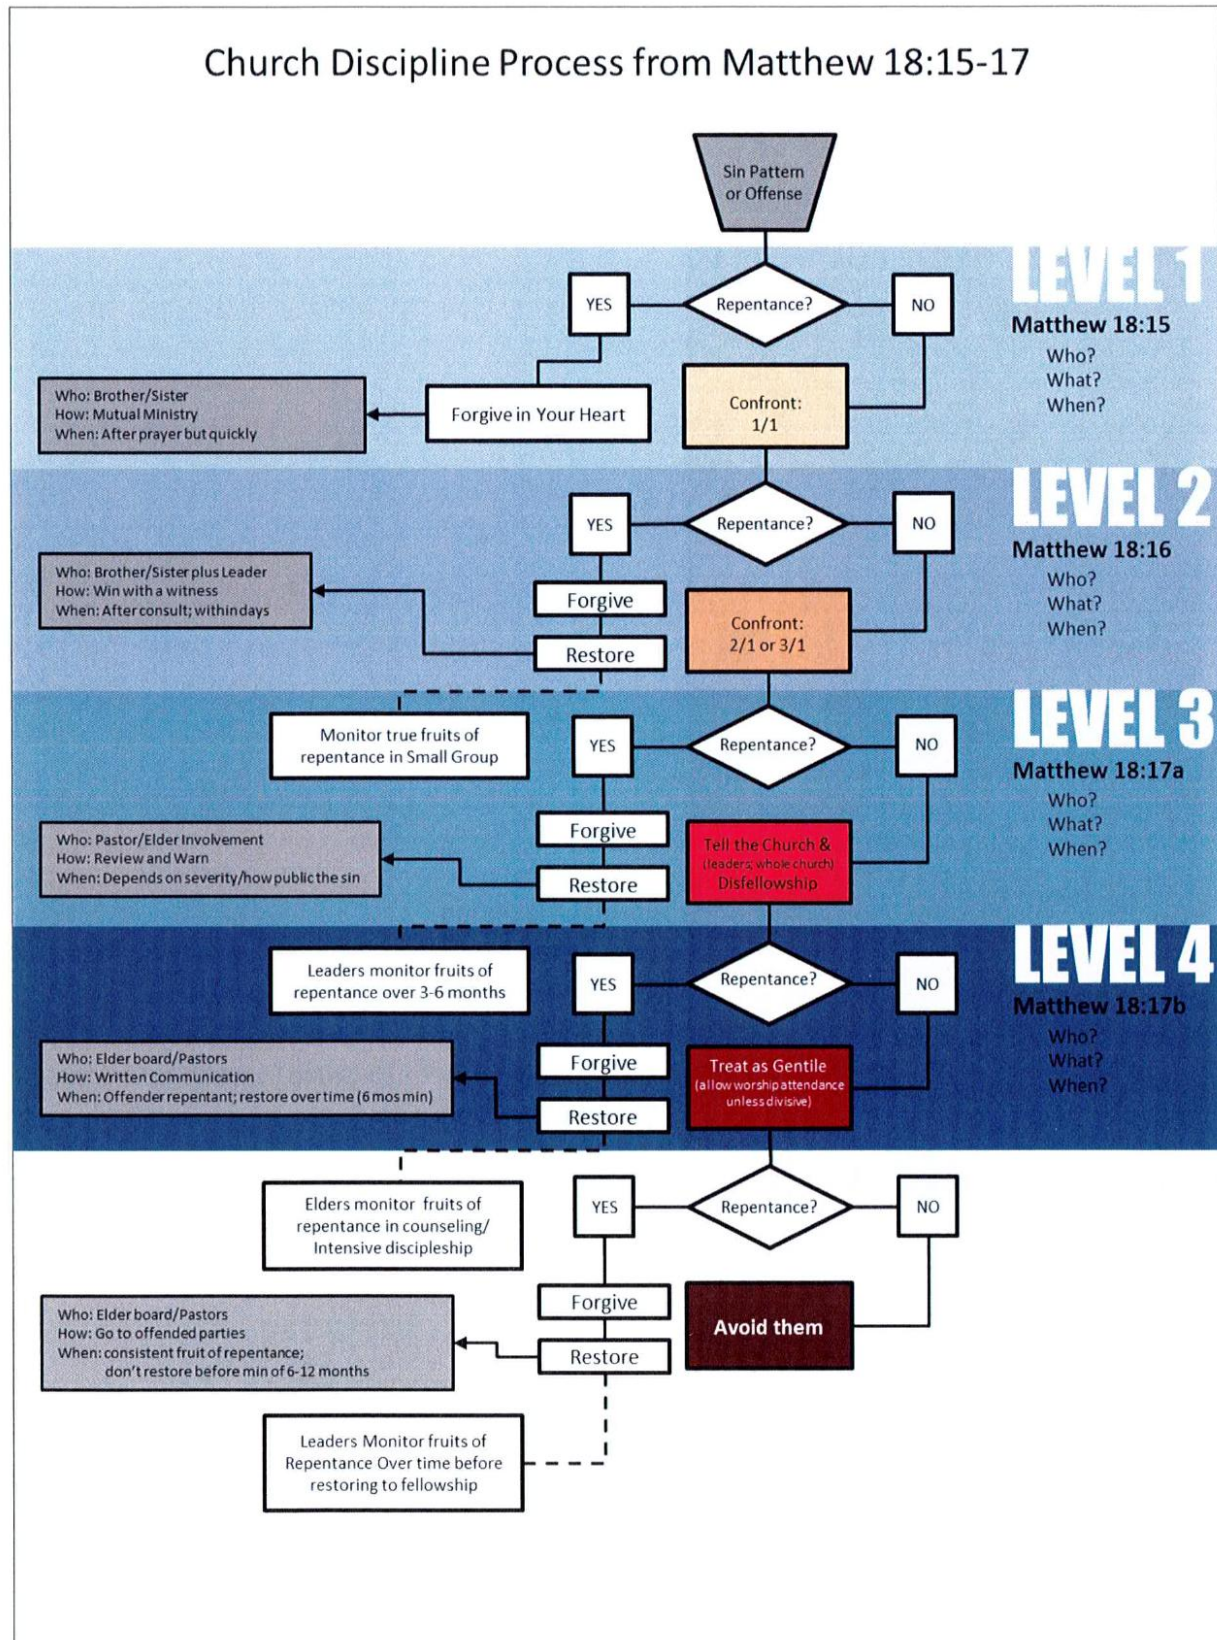 Church Discipline Process from Matthew 18:15-17
Sin Pattern
or Offense
LEVEL 1
Matthew 18:15
Who?
What?
When?
YES
Repentance?
NO
Who: Brother/Sister
How: Mutual Ministry
When: After prayer but quickly
Forgive in Your Heart
Confront:
1/1
LEVEL 2
Matthew 18:16
Who?
What?
When?
YES
Repentance?
NO
Who: Brother/Sister plus Leader
How: Win with a witness
When: After consult; within days
Forgive
Restore
Confront:
2/1 or 3/1
LEVEL 3
Matthew 18:17a
Who?
What?
When?
Monitor true fruits of
repentance in Small Group
YES
Repentance?
NO
Who: Pastor/Elder Involvement
How: Review and Warn
When: Depends on severity/how public the sin
Forgive
Restore
Tell the Church &
(leaders; whole church)
Disfellowship
LEVEL 4
Matthew 18:17b
Who?
What?
When?
Leaders monitor fruits of
repentance over 3-6 months
YES
Repentance?
NO
Who: Elder board/Pastors
How: Written Communication
When: Offender repentant; restore over time (6 mos min)
Forgive
Restore
Treat as Gentile
(allow worship attendance
unless divisive)
Elders monitor fruits of
repentance in counseling/
Intensive discipleship
YES
Repentance?
NO
Who: Elder board/Pastors
How: Go to offended parties
When: consistent fruit of repentance;
don't restore before min of 6-12 months
Forgive
Restore
Avoid them
Leaders Monitor fruits of
Repentance Over time before
restoring to fellowship